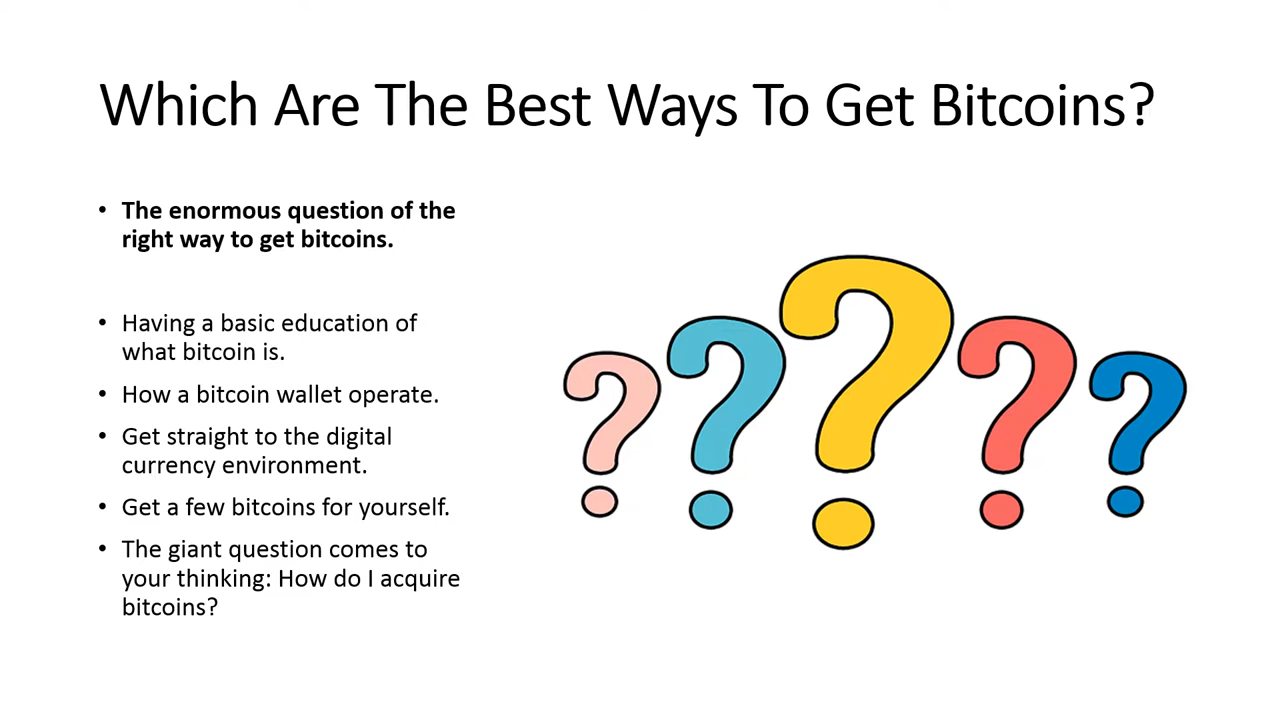 Which Are The Best Ways To Get Bitcoins?
• The enormous question of the
right way to get bitcoins.
• Having a basic education of
what bitcoin is.
• How a bitcoin wallet operate.
• Get straight to the digital
currency environment.
• Get a few bitcoins for yourself.
• The giant question comes to
your thinking: How do I acquire
bitcoins?